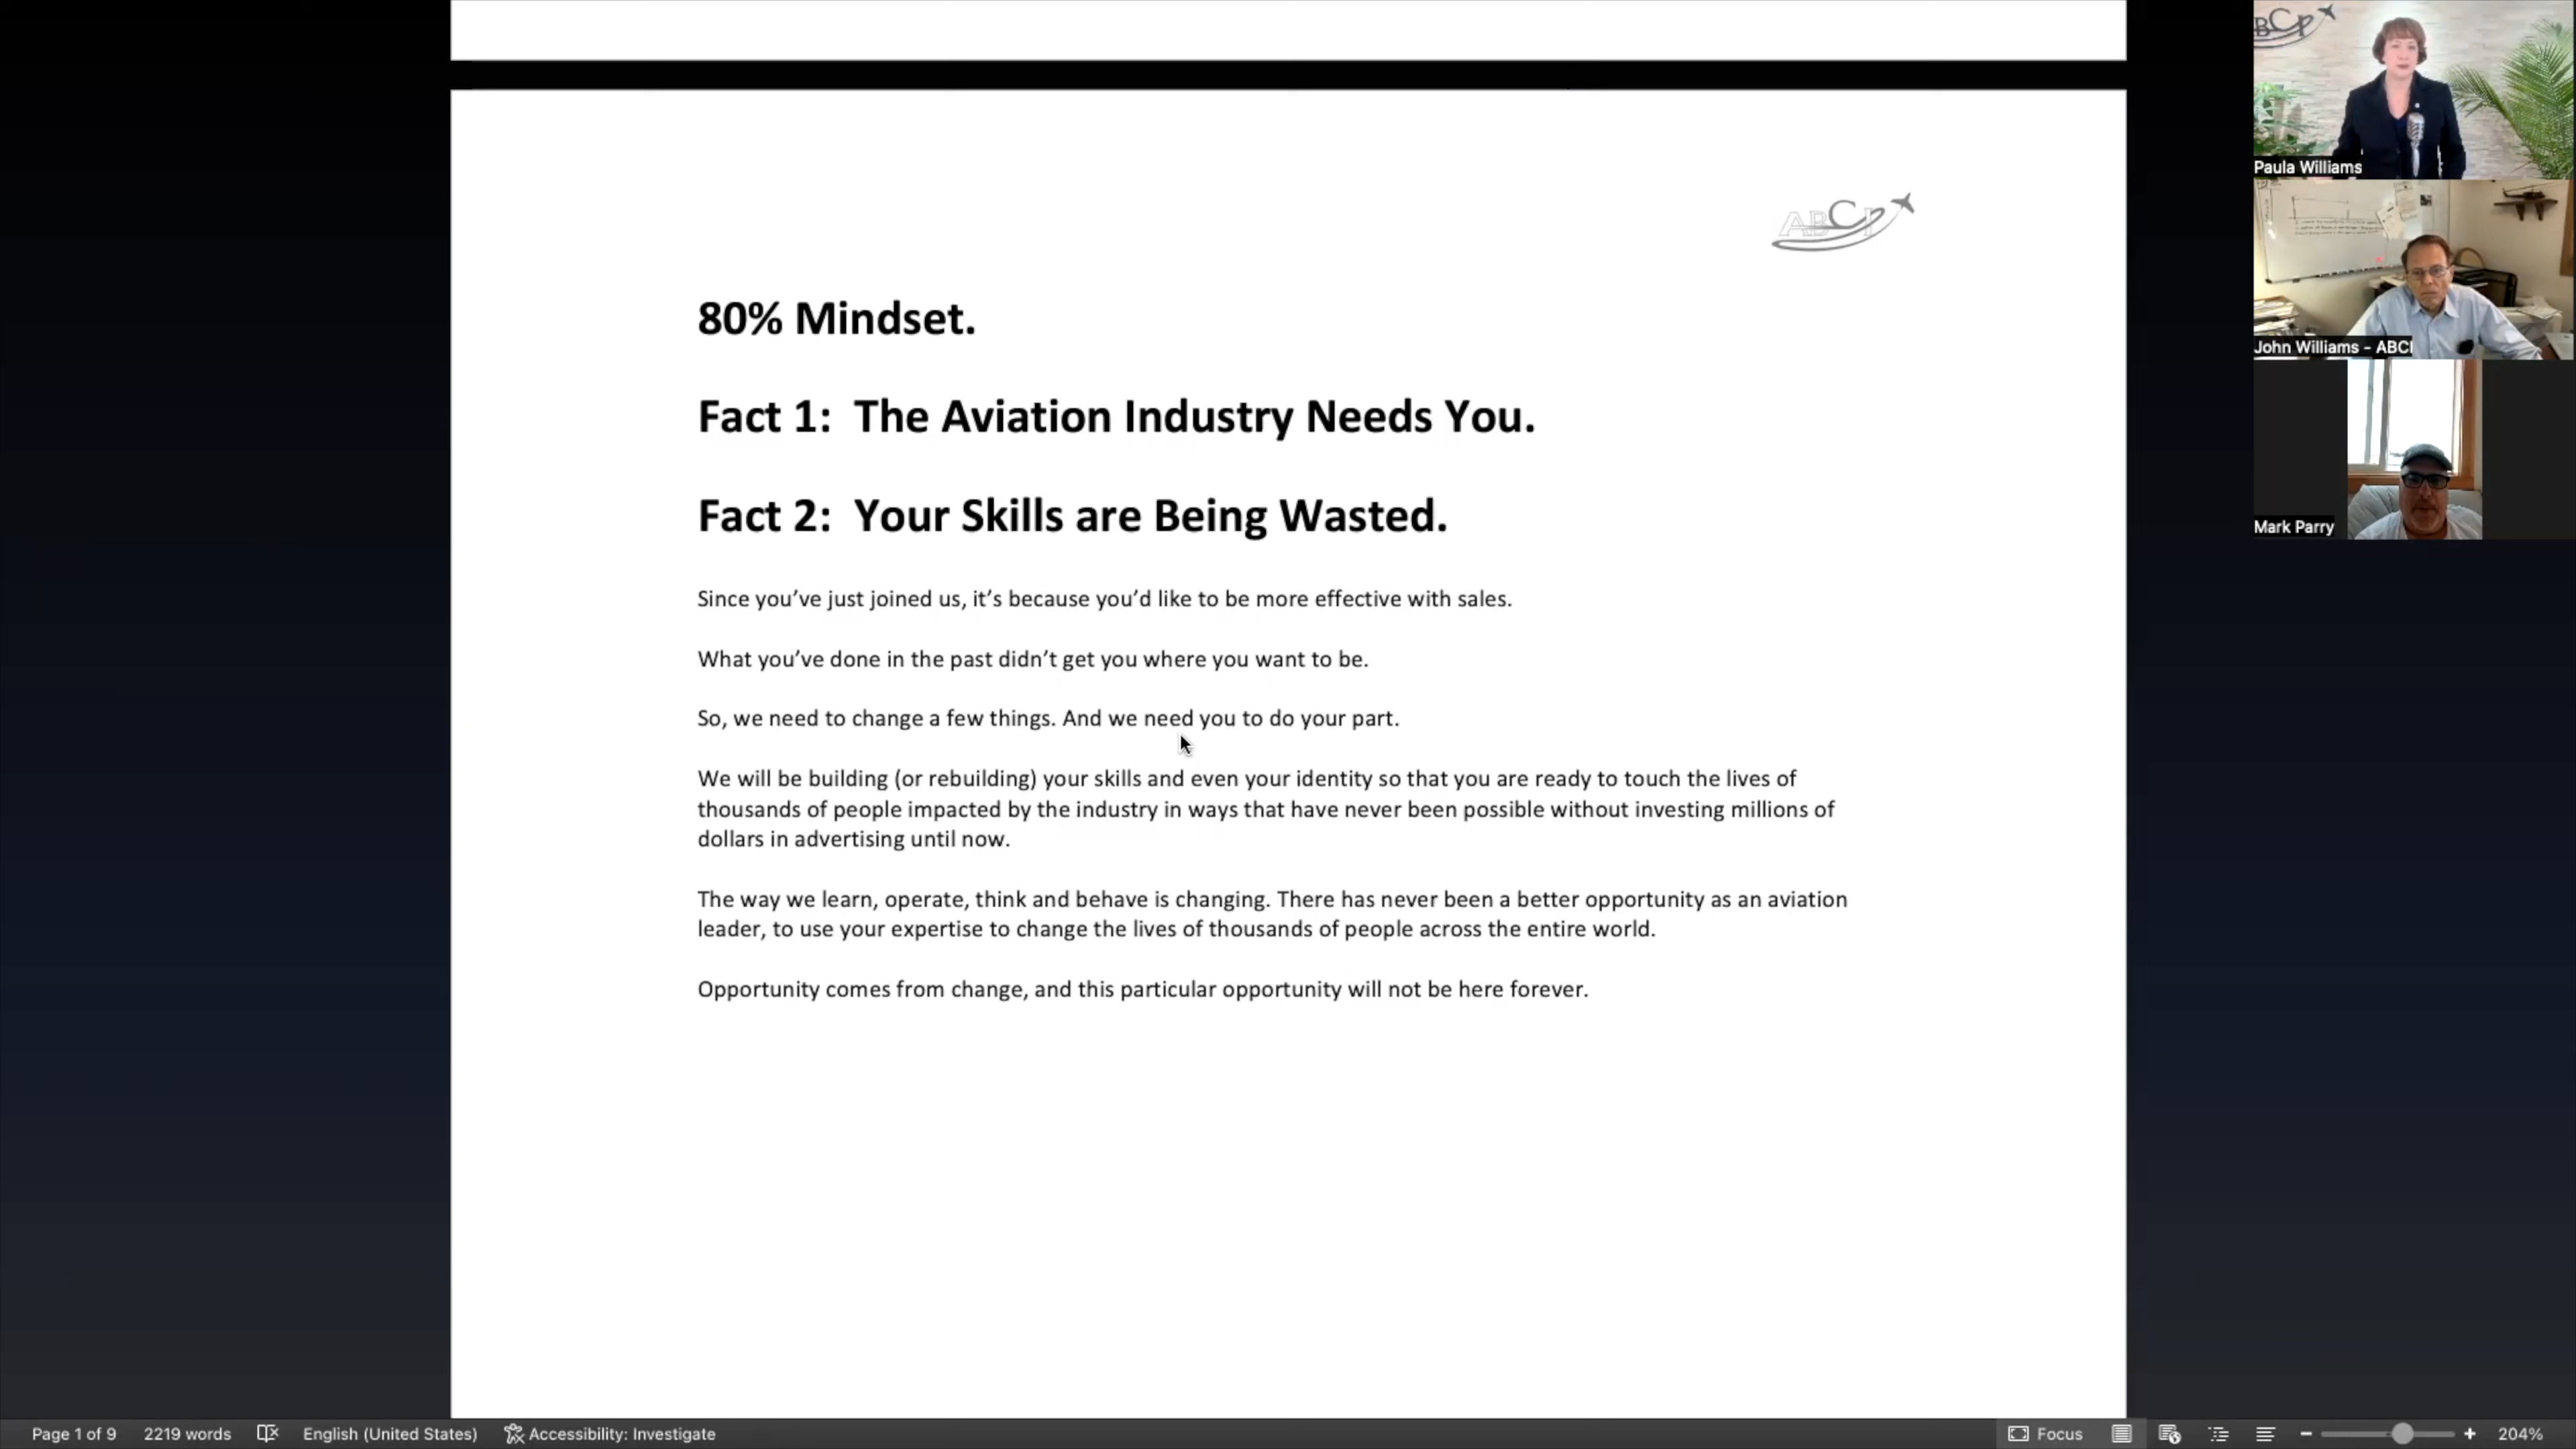 ABCI
80% Mindset.
Fact 1:  The Aviation Industry Needs You.
Fact 2:  Your Skills are Being Wasted.
Since you’ve just joined us, it’s because you’d like to be more effective with sales.
What you’ve done in the past didn’t get you where you want to be.
So, we need to change a few things. And we need you to do your part.
We will be building (or rebuilding) your skills and even your identity so that you are ready to touch the lives of
thousands of people impacted by the industry in ways that have never been possible without investing millions of
dollars in advertising until now.
The way we learn, operate, think and behave is changing. There has never been a better opportunity as an aviation
leader, to use your expertise to change the lives of thousands of people across the entire world.
Opportunity comes from change, and this particular opportunity will not be here forever.
Paula Williams
John Williams - ABCI
Mark Parry
Page 1 of 9
2219 words
English (United States)
Accessibility: Investigate
Focus
204%